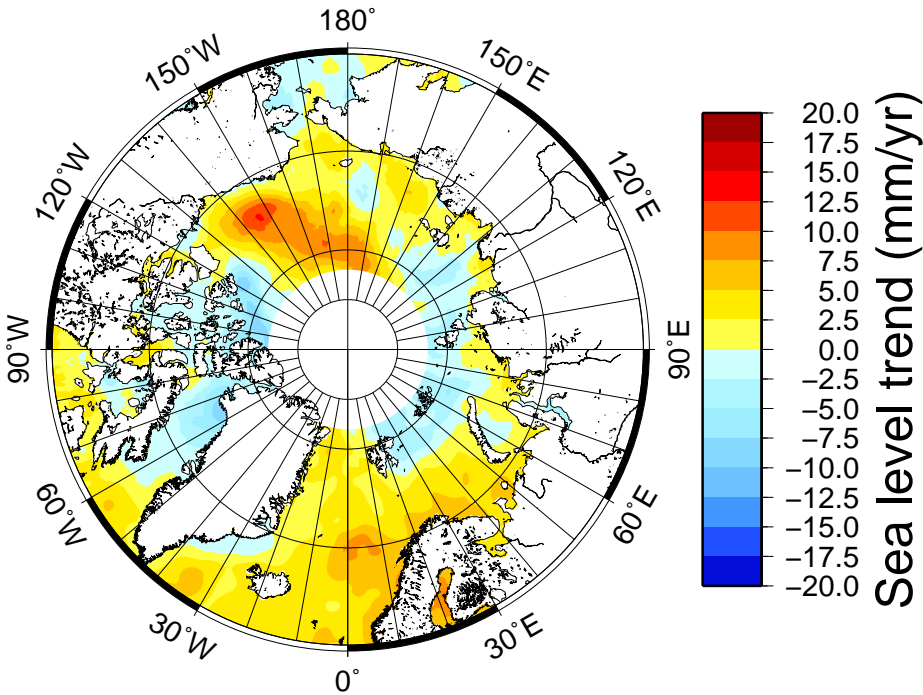 180°
150°W
150°E
120°W
120°E
90°W
90°E
60°W
60°E
30°W
30°E
0°
20.0
17.5
15.0
12.5
10.0
7.5
5.0
2.5
0.0
−2.5
−5.0
−7.5
−10.0
−12.5
−15.0
−17.5
−20.0
Sea level trend (mm/yr)